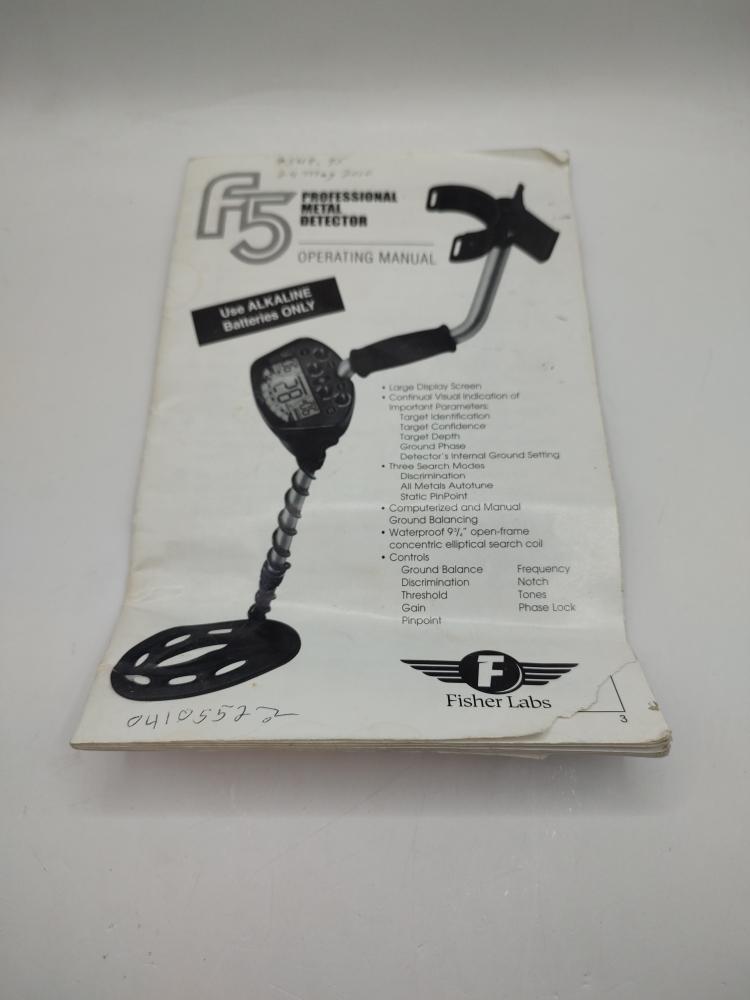 F5
PROFESSIONAL
METAL
DETECTOR
OPERATING MANUAL
Use ALKALINE
Batteries ONLY
28
• Large Display Screen
• Continual Visual Indication of
Important Parameters:
Target Identification
Target Confidence
Target Depth
Ground Phase
Detector's Internal Ground Setting
• Three Search Modes
Discrimination
All Metals Autotune
Static PinPoint
• Computerized and Manual
Ground Balancing
• Waterproof 9¾" open-frame
concentric elliptical search coil
• Controls
Ground Balance Frequency
Discrimination Notch
Threshold Tones
Gain Phase Lock
Pinpoint
F
Fisher Labs
3